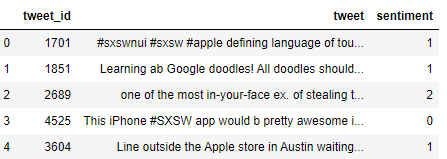 tweet_id tweet sentiment
0 1701 #sxswnui #sxsw #apple defining language of tou... 1
1 1851 Learning ab Google doodles! All doodles should... 1
2 2689 one of the most in-your-face ex. of stealing t... 2
3 4525 This iPhone #SXSW app would b pretty awesome i... 0
4 3604 Line outside the Apple store in Austin waiting... 1